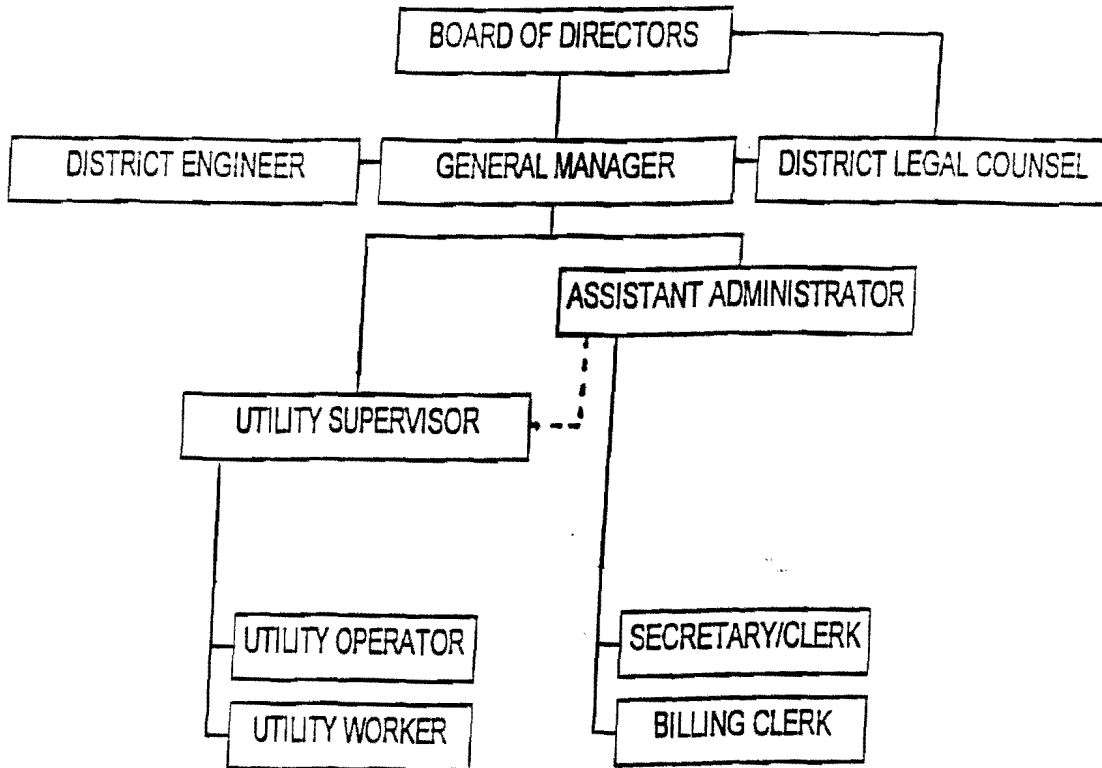 BOARD OF DIRECTORS
DISTRICT ENGINEER
GENERAL MANAGER
DISTRICT LEGAL COUNSEL
ASSISTANT ADMINISTRATOR
UTILITY SUPERVISOR
UTILITY OPERATOR
SECRETARY/CLERK
UTILITY WORKER
BILLING CLERK